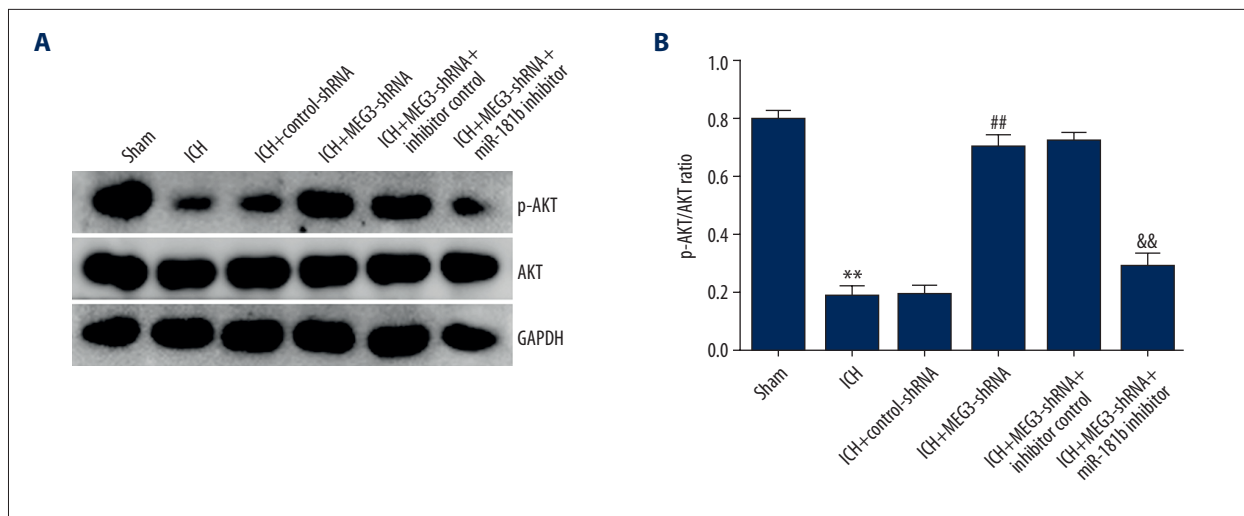 A
Sham
ICH
ICH+control-shRNA
ICH+MEG3-shRNA
ICH+MEG3-shRNA+
inhibitor control
ICH+MEG3-shRNA+
miR-181b inhibitor
p-AKT
AKT
GAPDH
B
p-AKT/AKT ratio
1.0
0.8
0.6
0.4
0.2
0.0
**
##
&&
Sham
ICH
ICH+control-shRNA
ICH+MEG3-shRNA
ICH+MEG3-shRNA+
inhibitor control
ICH+MEG3-shRNA+
miR-181b inhibitor